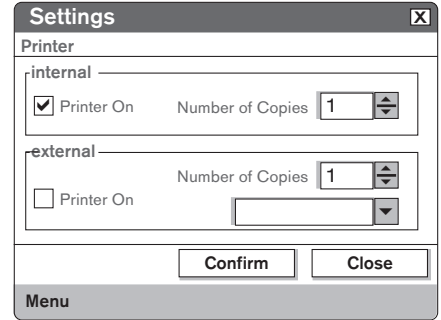 Settings X
Printer
internal
Printer On Number of Copies 1
external
Number of Copies 1
Printer On
Confirm Close
Menu